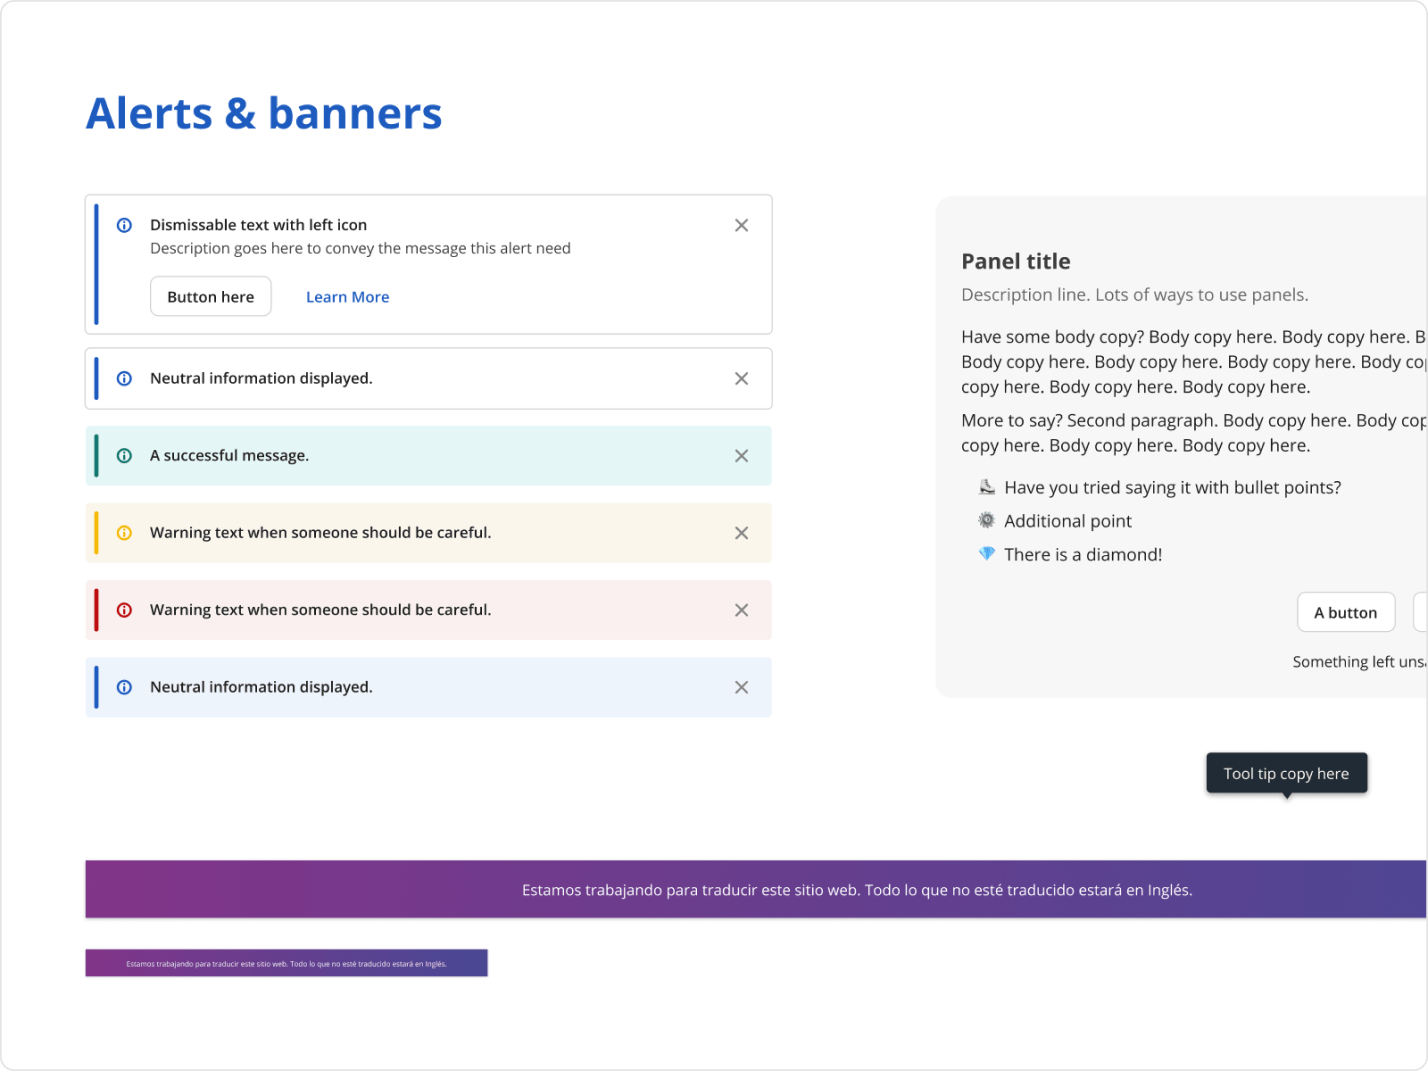 Alerts & banners
Dismissable text with left icon
Description goes here to convey the message this alert need
Button here
Learn More
Neutral information displayed.
A successful message.
Warning text when someone should be careful.
Warning text when someone should be careful.
Neutral information displayed.
Panel title
Description line. Lots of ways to use panels.
Have some body copy? Body copy here. Body copy here. B
Body copy here. Body copy here. Body copy here. Body co
copy here. Body copy here. Body copy here.
More to say? Second paragraph. Body copy here. Body cop
copy here. Body copy here. Body copy here.
Have you tried saying it with bullet points?
Additional point
There is a diamond!
A button
Something left unsa
Tool tip copy here
Estamos trabajando para traducir este sitio web. Todo lo que no esté traducido estará en Inglés.
Estamos trabajando para traducir este sitio web. Todo lo que no esté traducido estará en Inglés.